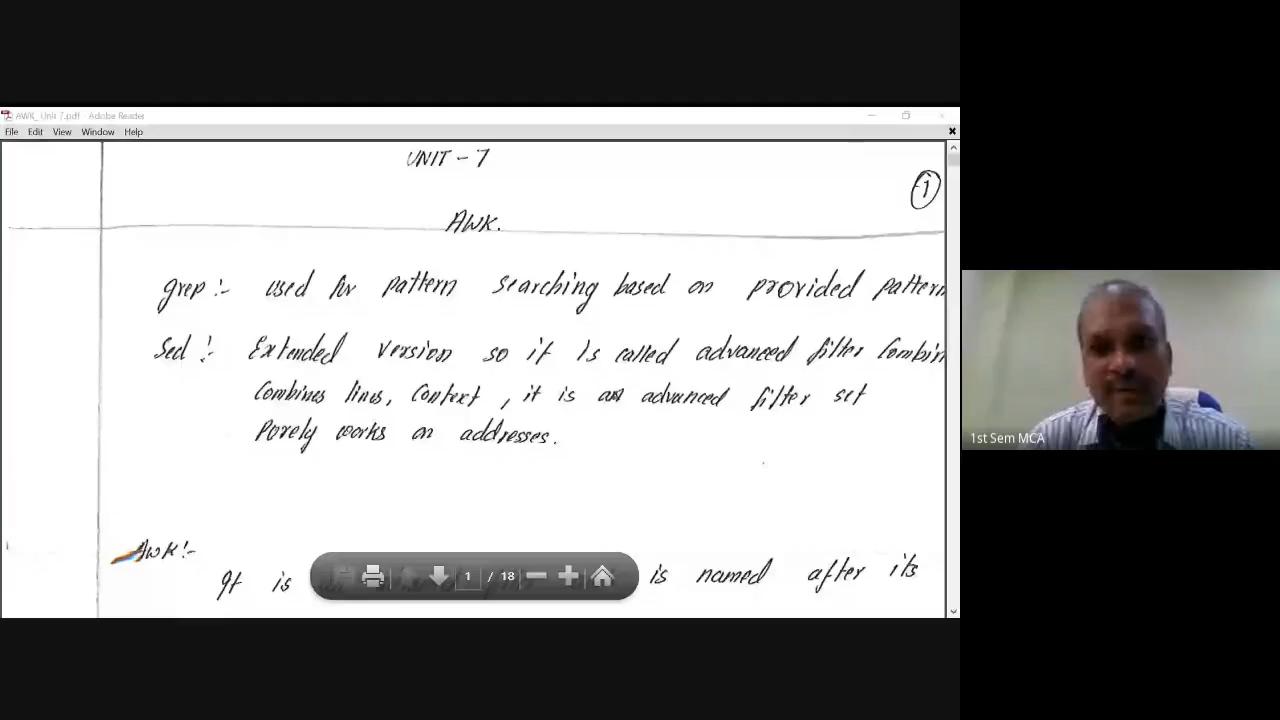 AWK_ Unit 7.pdf - Adobe Reader
File Edit View Window Help
UNIT - 7
1
AWK.
grep :- used for pattern searching based on provided pattern
Sed :- Extended version so it is called advanced filter Combin
Combines lines, Context, it is an advanced filter set
Purely works on addresses.
AWK :-
It is is named after its
1 / 18
1st Sem MCA